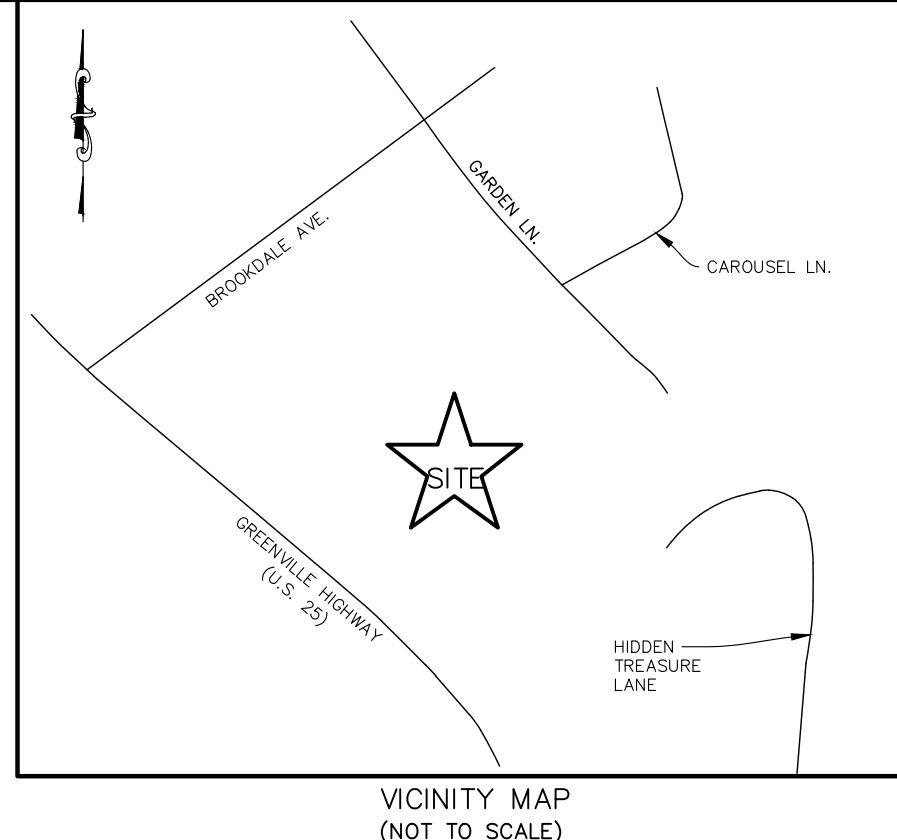 GARDEN LN.
BROOKDALE AVE.
CAROUSEL LN.
SITE
GREENVILLE HIGHWAY
(U.S. 25)
HIDDEN
TREASURE
LANE
VICINITY MAP
(NOT TO SCALE)